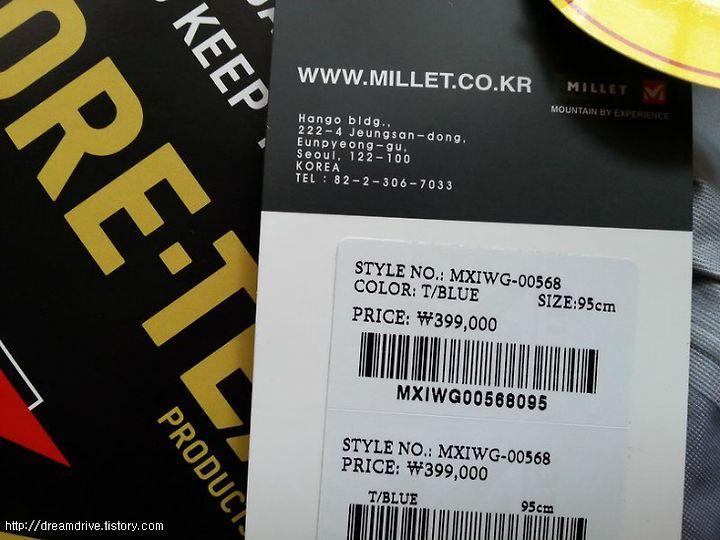 KEEP
ORE-TE
PRODUCTS
WWW.MILLET.CO.KR
MILLET
MOUNTAIN BY EXPERIENCE
Hango bldg.,
222-4 Jeungsan-dong,
Eunpyeong-gu,
Seoul, 122-100
KOREA
TEL : 82-2-306-7033
STYLE NO.: MXIWG-00568
COLOR: T/BLUE SIZE:95cm
PRICE: ₩399,000
MXIWG00568095
STYLE NO.: MXIWG-00568
PRICE: ₩399,000
T/BLUE 95cm
http://dreamdrive.tistory.com